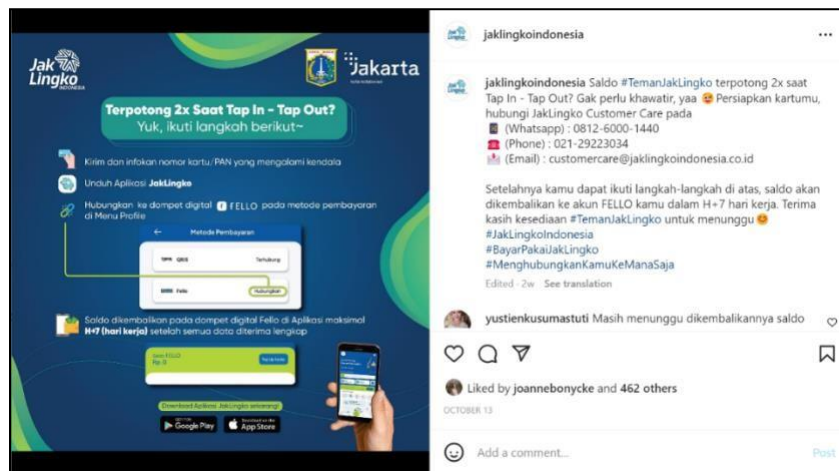 Jak
Lingko
INDONESIA
Jakarta
Terpotong 2x Saat Tap In - Tap Out?
Yuk, ikuti langkah berikut~
Kirim dan infokan nomor kartu/PAN yang mengalami kendala
Unduh Aplikasi JakLingko
Hubungkan ke dompet digital FELLO pada metode pembayaran
di Menu Profile
Metode Pembayaran
QRIS
Terhubung
Fello
Hubungkan
Saldo dikembalikan pada dompet digital Fello di Aplikasi maksimal
H+7 (hari kerja) setelah semua data diterima lengkap
FELLO
Rp. 0
Download Aplikasi JakLingko sekarang!
Google Play
App Store
jaklingkoindonesia
jaklingkoindonesia Saldo #TemanJakLingko terpotong 2x saat
Tap In - Tap Out? Gak perlu khawatir, yaa 😊 Persiapkan kartumu,
hubungi JakLingko Customer Care pada
📱 (Whatsapp) : 0812-6000-1440
☎️ (Phone) : 021-29223034
📩 (Email) : customercare@jaklingkoindonesia.co.id
Setelahnya kamu dapat ikuti langkah-langkah di atas, saldo akan
dikembalikan ke akun FELLO kamu dalam H+7 hari kerja. Terima
kasih kesediaan #TemanJakLingko untuk menunggu😊
#JakLingkoIndonesia
#BayarPakaiJakLingko
#MenghubungkanKamuKeManaSaja
Edited · 2w See translation
yustienkusumastuti Masih menunggu dikembalikannya saldo
Liked by joannebonycke and 462 others
OCTOBER 13
Add a comment...
Post